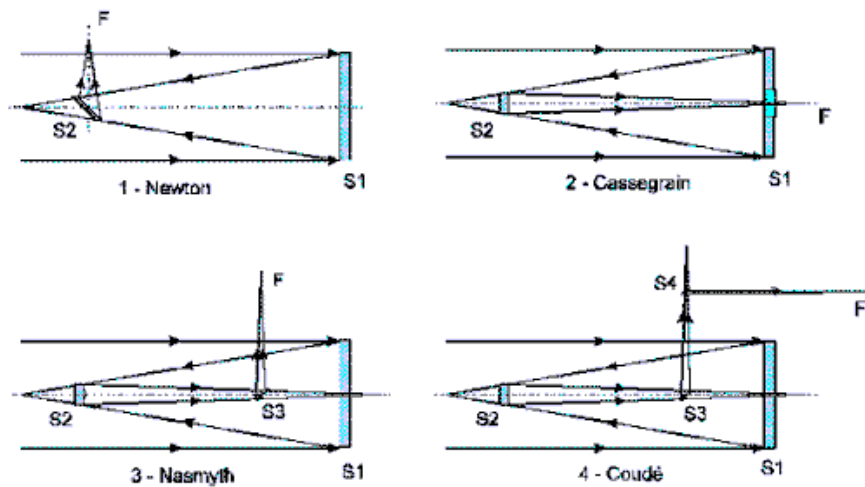 F
S2
S1
1 - Newton
S2
F
S1
2 - Cassegrain
F
S2
S3
S1
3 - Nasmyth
S4
F
S2
S3
S1
4 - Coudé